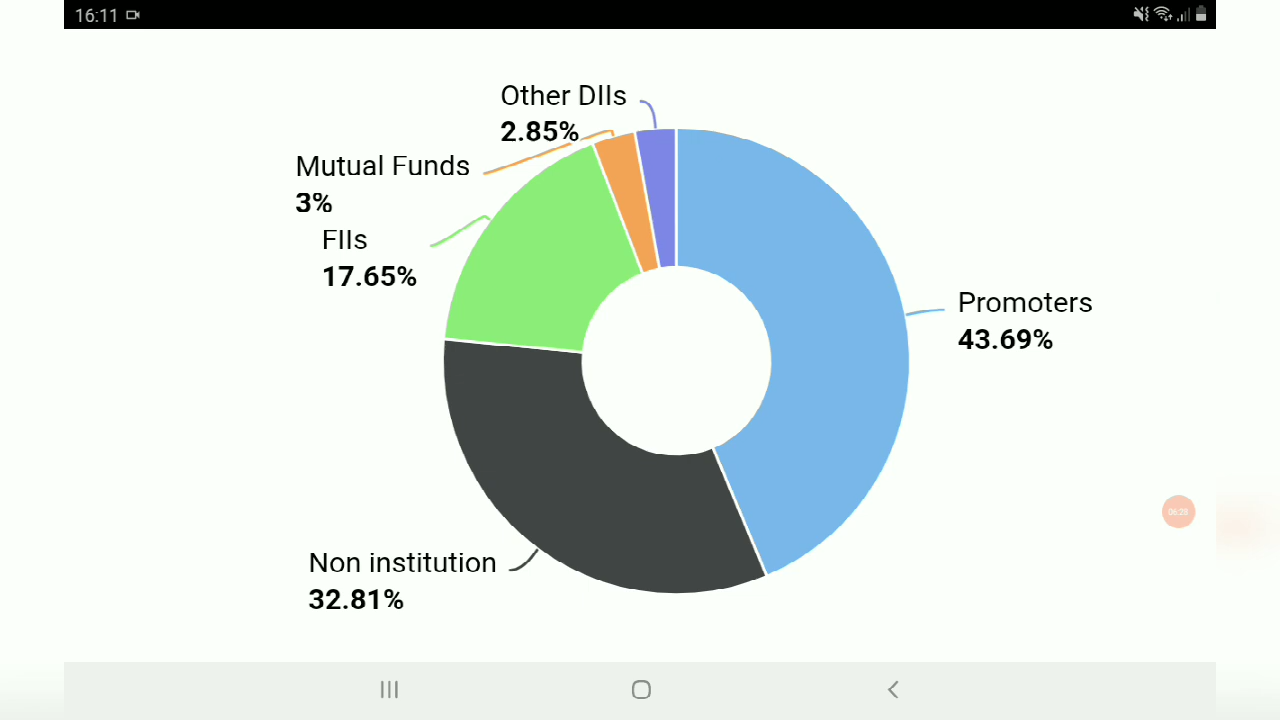 16:11
Other DIIs
2.85%
Mutual Funds
3%
FIIs
17.65%
Promoters
43.69%
Non institution
32.81%